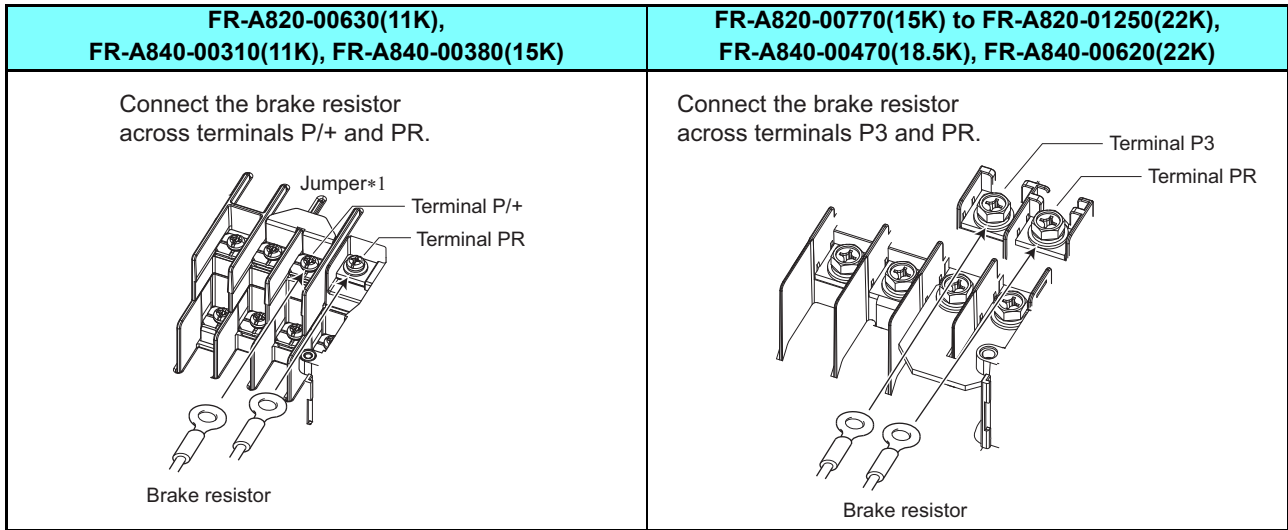 FR-A820-00630(11K),
FR-A840-00310(11K), FR-A840-00380(15K)
FR-A820-00770(15K) to FR-A820-01250(22K),
FR-A840-00470(18.5K), FR-A840-00620(22K)
Connect the brake resistor
across terminals P/+ and PR.
Jumper*1
Terminal P/+
Terminal PR
Brake resistor
Connect the brake resistor
across terminals P3 and PR.
Terminal P3
Terminal PR
Brake resistor